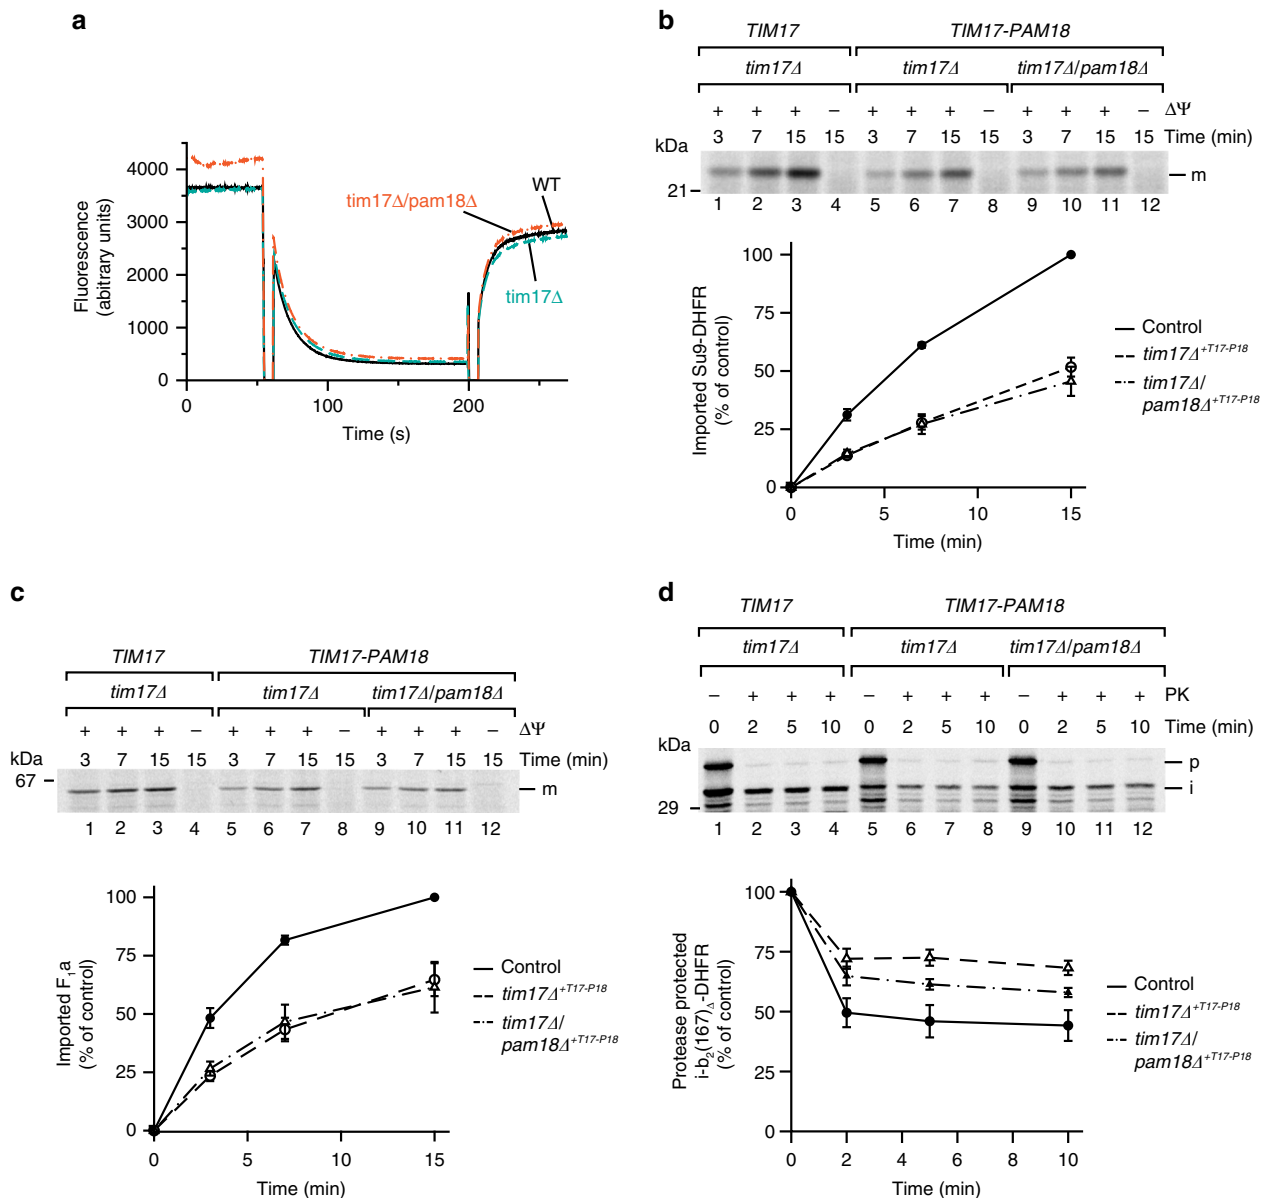 a
Fluorescence
(abitrary units)
4000
3000
2000
1000
0
0
100
200
Time (s)
tim17Δ/pam18Δ
WT
tim17Δ
b
TIM17
TIM17-PAM18
tim17Δ
tim17Δ
tim17Δ/pam18Δ
+ + + – + + + – + + + – ΔΨ
3 7 15 15 3 7 15 15 3 7 15 15 Time (min)
kDa
21
m
1 2 3 4 5 6 7 8 9 10 11 12
Imported Su9-DHFR
(% of control)
100
75
50
25
0
0 5 10 15
Time (min)
Control
tim17Δ+T17-P18
tim17Δ/
pam18Δ+T17-P18
c
TIM17
TIM17-PAM18
tim17Δ
tim17Δ
tim17Δ/pam18Δ
+ + + – + + + – + + + – ΔΨ
kDa
3 7 15 15 3 7 15 15 3 7 15 15 Time (min)
67
m
1 2 3 4 5 6 7 8 9 10 11 12
Imported F1a
(% of control)
100
75
50
25
0
0 5 10 15
Time (min)
Control
tim17Δ+T17-P18
tim17Δ/
pam18Δ+T17-P18
d
TIM17
TIM17-PAM18
tim17Δ
tim17Δ
tim17Δ/pam18Δ
– + + + – + + + – + + + PK
0 2 5 10 0 2 5 10 0 2 5 10 Time (min)
kDa
p
i
29
1 2 3 4 5 6 7 8 9 10 11 12
Protease protected
i-b2(167)Δ-DHFR
(% of control)
100
75
50
25
0
0 2 4 6 8 10
Time (min)
Control
tim17Δ+T17-P18
tim17Δ/
pam18Δ+T17-P18